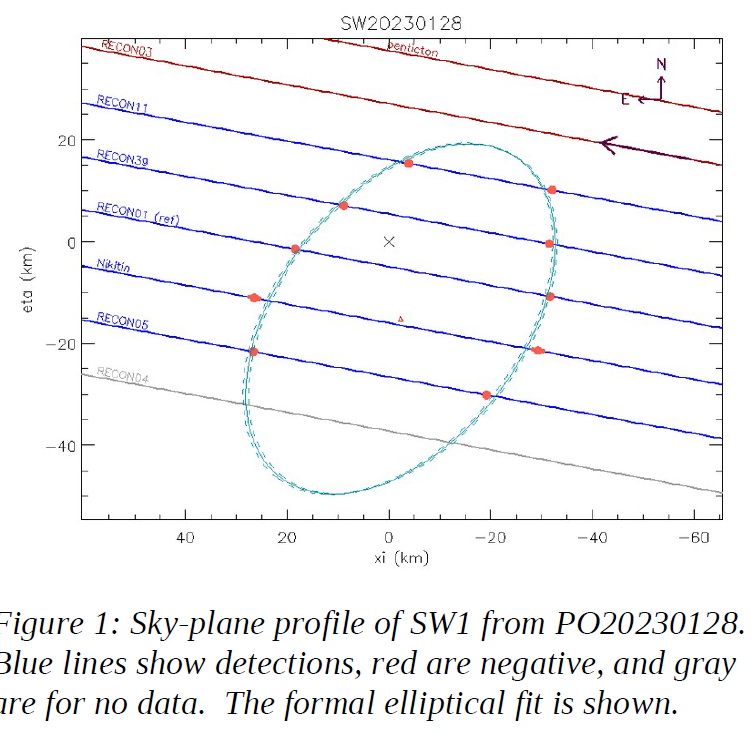 SW20230128
RECON03
penticton
N
E
RECON11
RECON39
RECON01 (ref)
Nikitin
RECON05
RECON04
20
0
−20
−40
eta (km)
40
20
0
−20
−40
−60
xi (km)
Figure 1: Sky-plane profile of SW1 from PO20230128.
Blue lines show detections, red are negative, and gray
are for no data.  The formal elliptical fit is shown.